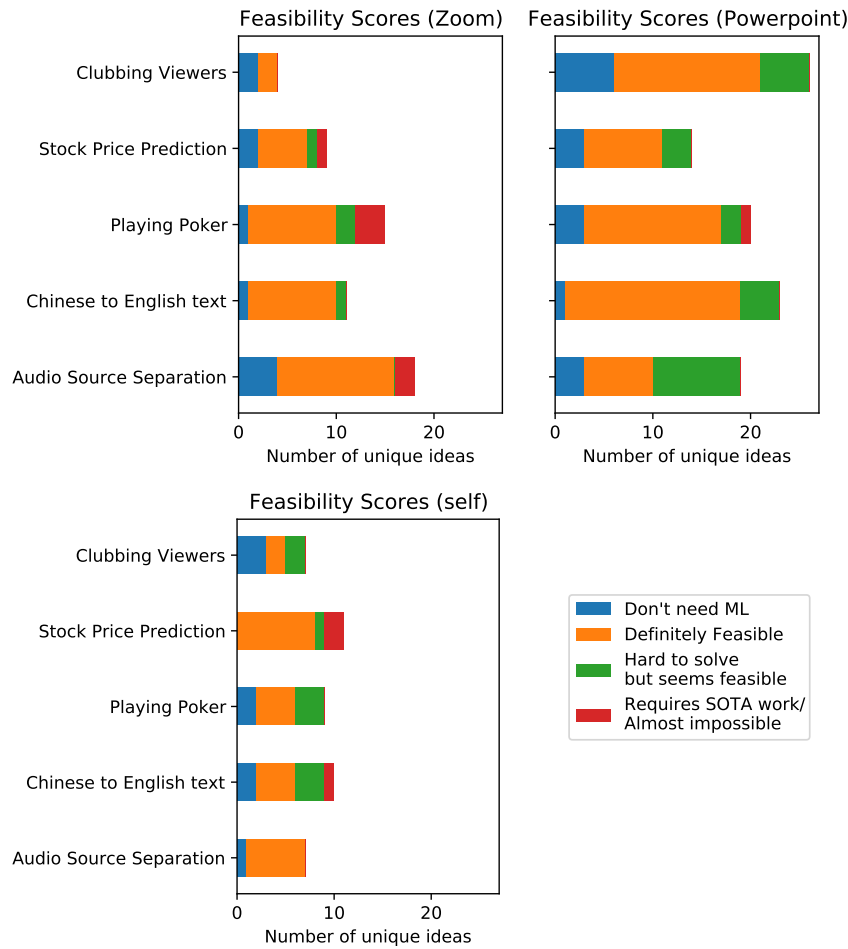 Feasibility Scores (Zoom)
Feasibility Scores (Powerpoint)
Clubbing Viewers
Stock Price Prediction
Playing Poker
Chinese to English text
Audio Source Separation
0
10
20
0
10
20
Number of unique ideas
Number of unique ideas
Feasibility Scores (self)
Clubbing Viewers
Stock Price Prediction
Playing Poker
Chinese to English text
Audio Source Separation
0
10
20
Number of unique ideas
Don't need ML
Definitely Feasible
Hard to solve
but seems feasible
Requires SOTA work/
Almost impossible